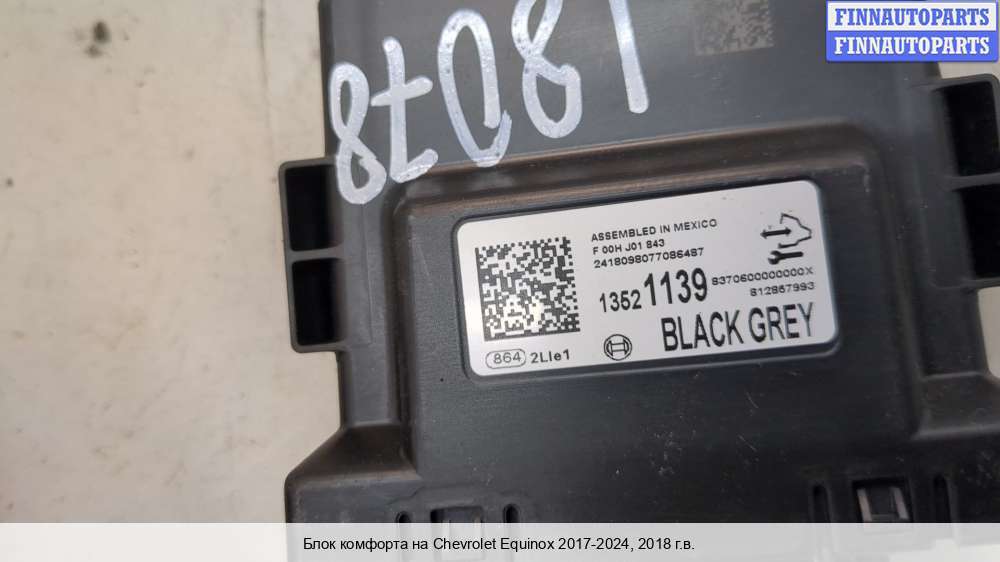 FINNAUTOPARTS
FINNAUTOPARTS
18078
ASSEMBLED IN MEXICO
F 00H J01 843
2418098077086487
1352 1139
8370600000000X
812867993
BLACK GREY
864 2LIe1
Блок комфорта на Chevrolet Equinox 2017-2024, 2018 г.в.